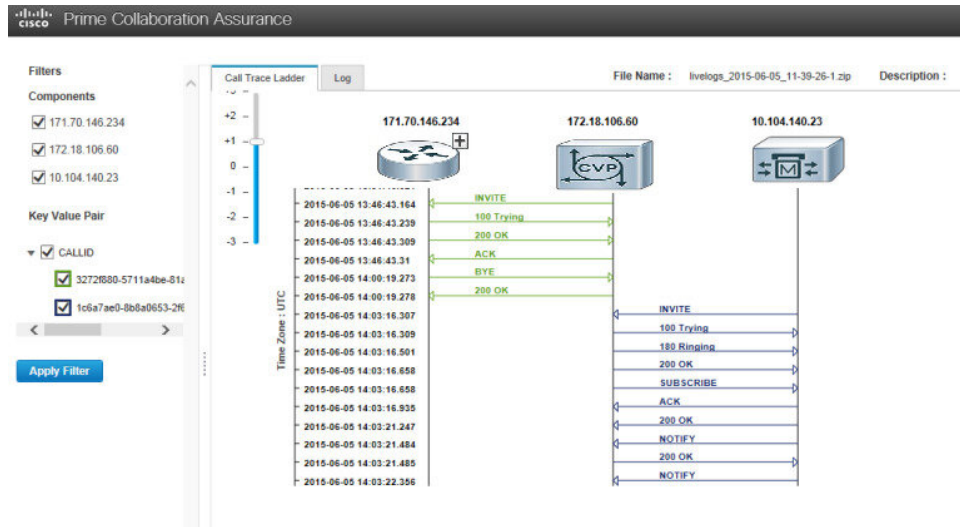 cisco Prime Collaboration Assurance
Filters
Components
171.70.146.234
172.18.106.60
10.104.140.23
Key Value Pair
CALLID
3272f880-5711a4be-81a
1c6a7ae0-8b8a0653-2f6
Apply Filter
Call Trace Ladder
Log
File Name : livelogs_2015-06-05_11-39-26-1.zip Description :
+2
+1
0
-1
-2
-3
171.70.146.234 172.18.106.60 10.104.140.23
CVP
M
Time Zone : UTC
2015-06-05 13:46:43.164 INVITE
2015-06-05 13:46:43.239 100 Trying
2015-06-05 13:46:43.309 200 OK
2015-06-05 13:46:43.31 ACK
2015-06-05 14:00:19.273 BYE
2015-06-05 14:00:19.278 200 OK
2015-06-05 14:03:16.307 INVITE
2015-06-05 14:03:16.309 100 Trying
2015-06-05 14:03:16.501 180 Ringing
2015-06-05 14:03:16.658 200 OK
2015-06-05 14:03:16.658 SUBSCRIBE
2015-06-05 14:03:16.935 ACK
2015-06-05 14:03:21.247 200 OK
2015-06-05 14:03:21.484 NOTIFY
2015-06-05 14:03:21.485 200 OK
2015-06-05 14:03:22.356 NOTIFY